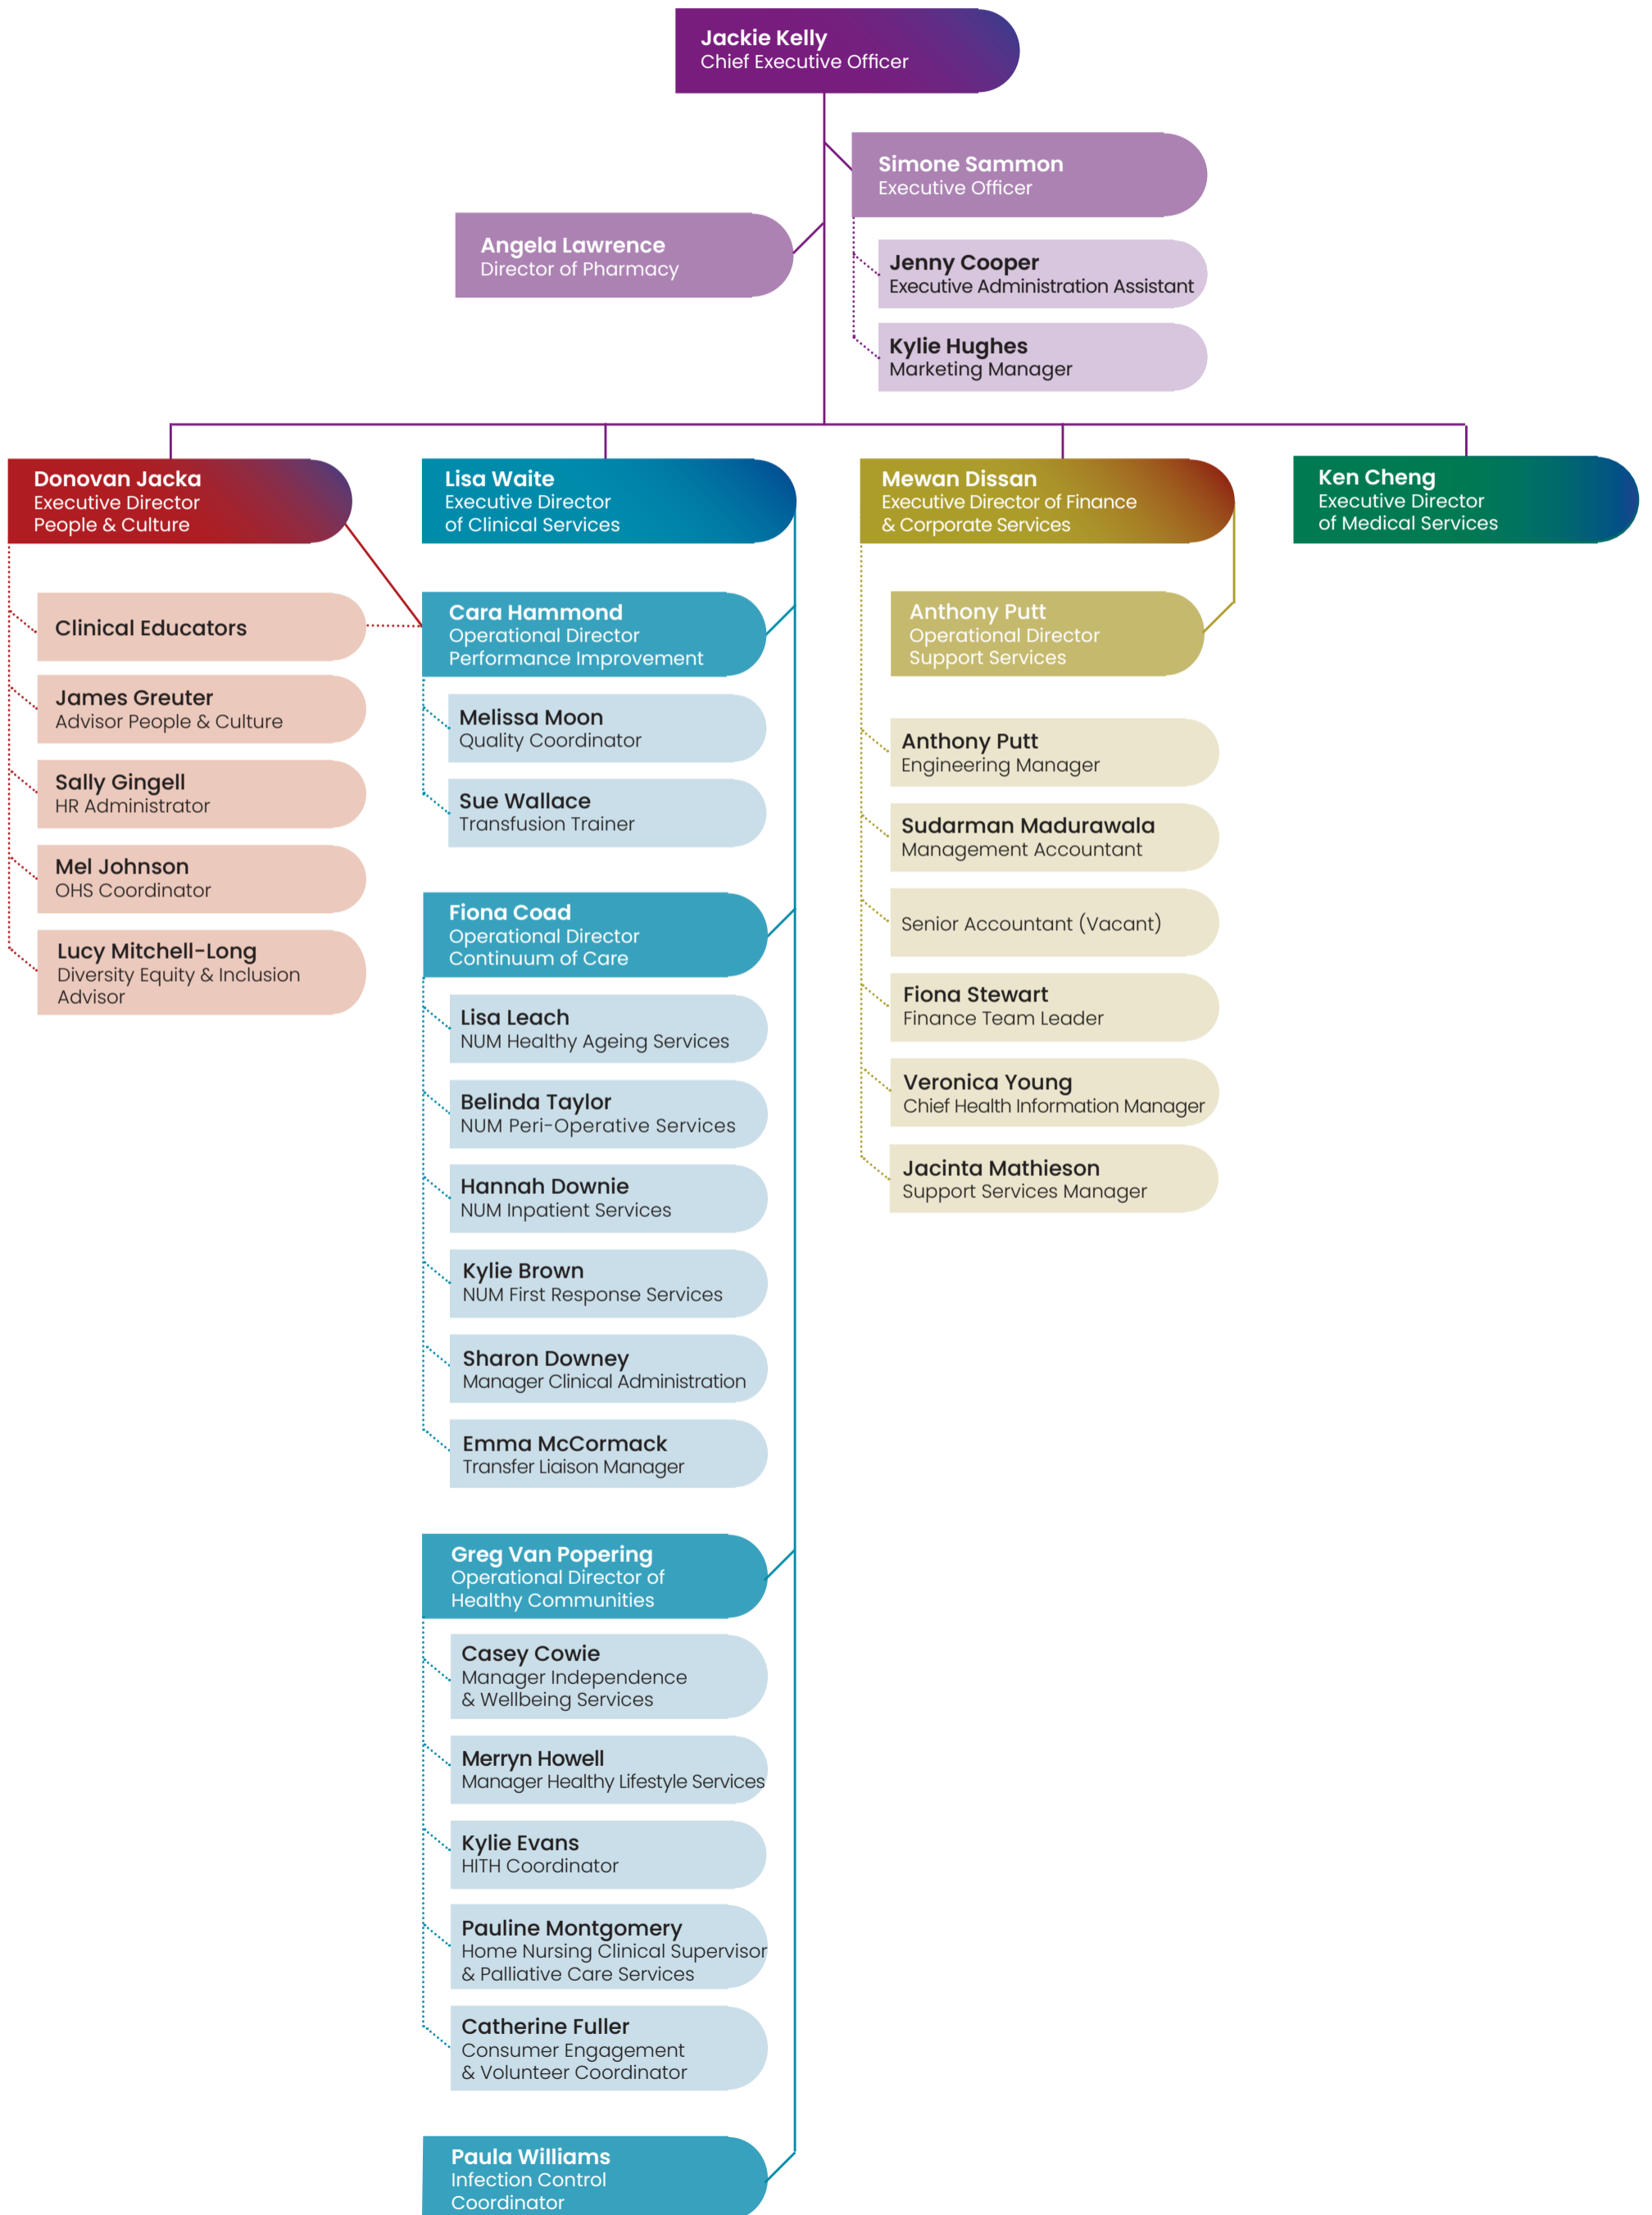 Jackie Kelly
Chief Executive Officer
Simone Sammon
Executive Officer
Angela Lawrence
Director of Pharmacy
Jenny Cooper
Executive Administration Assistant
Kylie Hughes
Marketing Manager
Donovan Jacka
Executive Director
People & Culture
Clinical Educators
James Greuter
Advisor People & Culture
Sally Gingell
HR Administrator
Mel Johnson
OHS Coordinator
Lucy Mitchell-Long
Diversity Equity & Inclusion
Advisor
Lisa Waite
Executive Director
of Clinical Services
Cara Hammond
Operational Director
Performance Improvement
Melissa Moon
Quality Coordinator
Sue Wallace
Transfusion Trainer
Fiona Coad
Operational Director
Continuum of Care
Lisa Leach
NUM Healthy Ageing Services
Belinda Taylor
NUM Peri-Operative Services
Hannah Downie
NUM Inpatient Services
Kylie Brown
NUM First Response Services
Sharon Downey
Manager Clinical Administration
Emma McCormack
Transfer Liaison Manager
Greg Van Popering
Operational Director of
Healthy Communities
Casey Cowie
Manager Independence
& Wellbeing Services
Merryn Howell
Manager Healthy Lifestyle Services
Kylie Evans
HITH Coordinator
Pauline Montgomery
Home Nursing Clinical Supervisor
& Palliative Care Services
Catherine Fuller
Consumer Engagement
& Volunteer Coordinator
Paula Williams
Infection Control
Coordinator
Mewan Dissan
Executive Director of Finance
& Corporate Services
Anthony Putt
Operational Director
Support Services
Anthony Putt
Engineering Manager
Sudarman Madurawala
Management Accountant
Senior Accountant (Vacant)
Fiona Stewart
Finance Team Leader
Veronica Young
Chief Health Information Manager
Jacinta Mathieson
Support Services Manager
Ken Cheng
Executive Director
of Medical Services